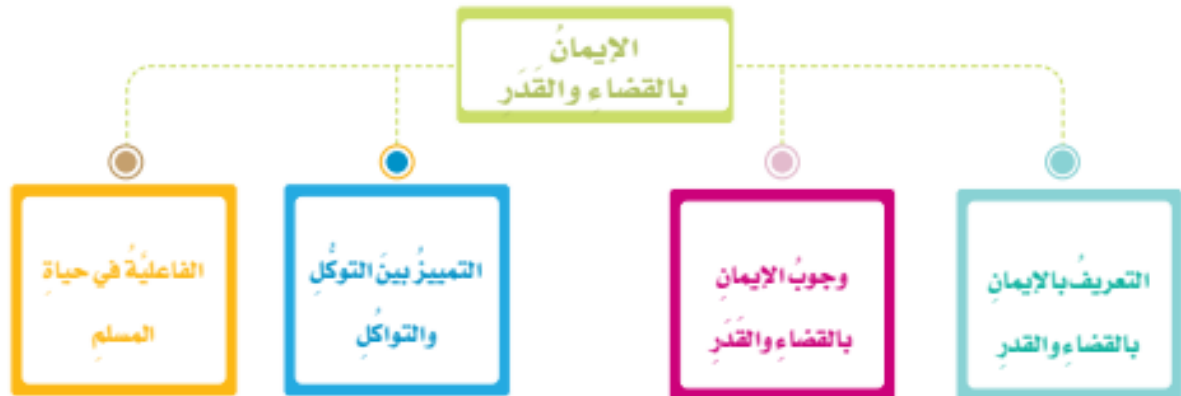 الإيمانُ
بالقضاءِ والقَدَرِ
التعريفُ بالإيمانِ
بالقضاءِ والقدرِ
وجوبُ الإيمانِ
بالقضاءِ والقَدَرِ
التمييزُ بينَ التوكُّلِ
والتواكُلِ
الفاعليَّةُ في حياةِ
المسلمِ